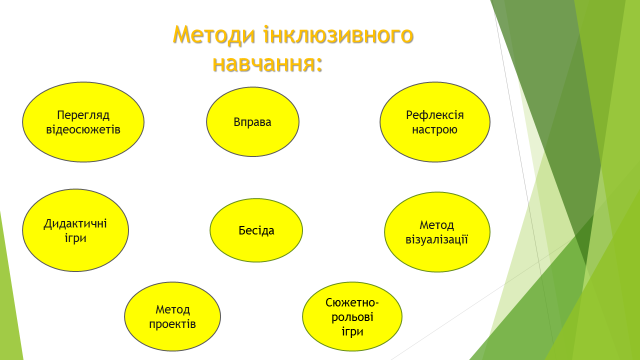 Методи інклюзивного
навчання:
Перегляд
відеосюжетів
Вправа
Рефлексія
настрою
Дидактичні
ігри
Бесіда
Метод
візуалізації
Метод
проектів
Сюжетно-
рольові
ігри